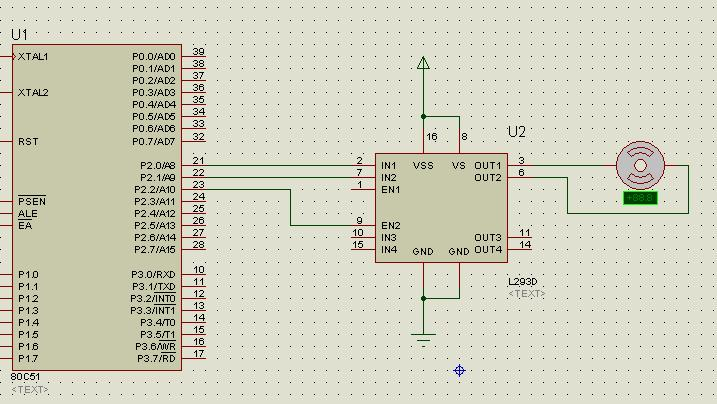 U1
XTAL1
XTAL2
RST
PSEN
ALE
EA
P1.0
P1.1
P1.2
P1.3
P1.4
P1.5
P1.6
P1.7
P0.0/AD0 39
P0.1/AD1 38
P0.2/AD2 37
P0.3/AD3 36
P0.4/AD4 35
P0.5/AD5 34
P0.6/AD6 33
P0.7/AD7 32
P2.0/A8 21
P2.1/A9 22
P2.2/A10 23
P2.3/A11 24
P2.4/A12 25
P2.5/A13 26
P2.6/A14 27
P2.7/A15 28
P3.0/RXD 10
P3.1/TXD 11
P3.2/INT0 12
P3.3/INT1 13
P3.4/T0 14
P3.5/T1 15
P3.6/WR 16
P3.7/RD 17
80C51
<TEXT>
U2
16 8
VSS VS
2 IN1
7 IN2
1 EN1
9 EN2
10 IN3
15 IN4
OUT1 3
OUT2 6
OUT3 11
OUT4 14
GND GND
L293D
<TEXT>
+88.8